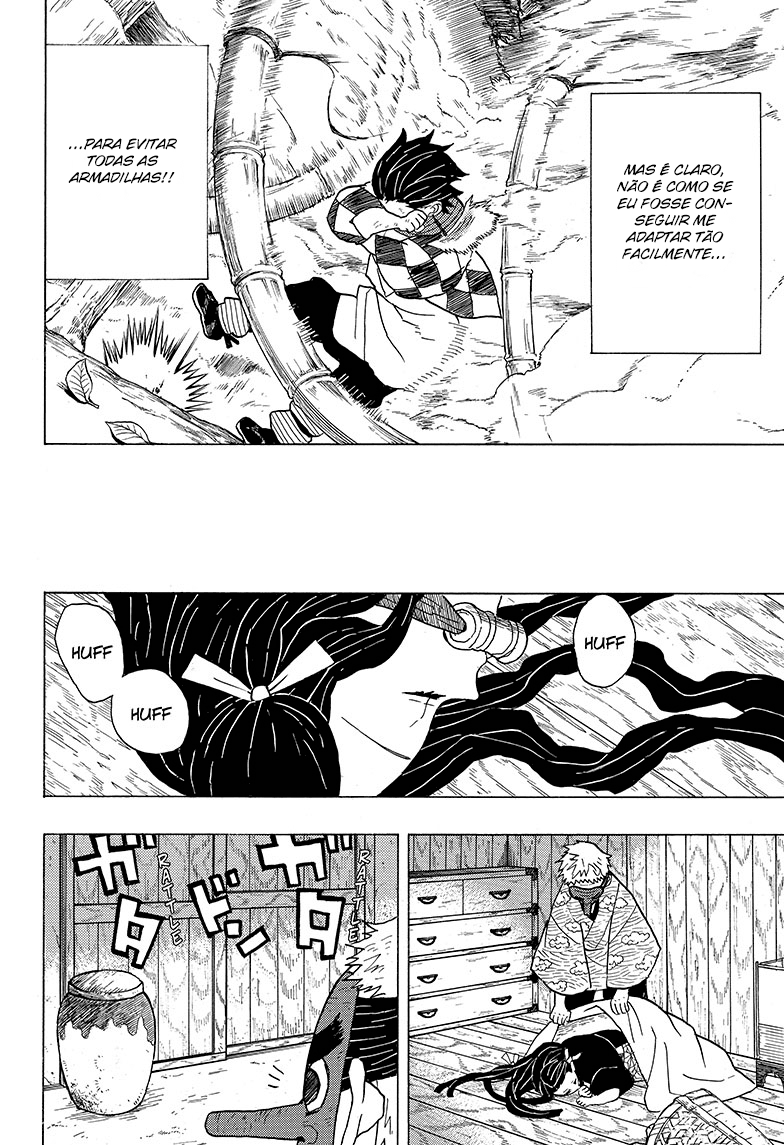 MAS É CLARO,
NÃO É COMO SE
EU FOSSE CON-
SEGUIR ME
ADAPTAR TÃO
FACILMENTE...
...PARA EVITAR
TODAS AS
ARMADILHAS!!
HUFF
HUFF
HUFF
ガタ
RATTLE
ドン
ガタ
RATTLE